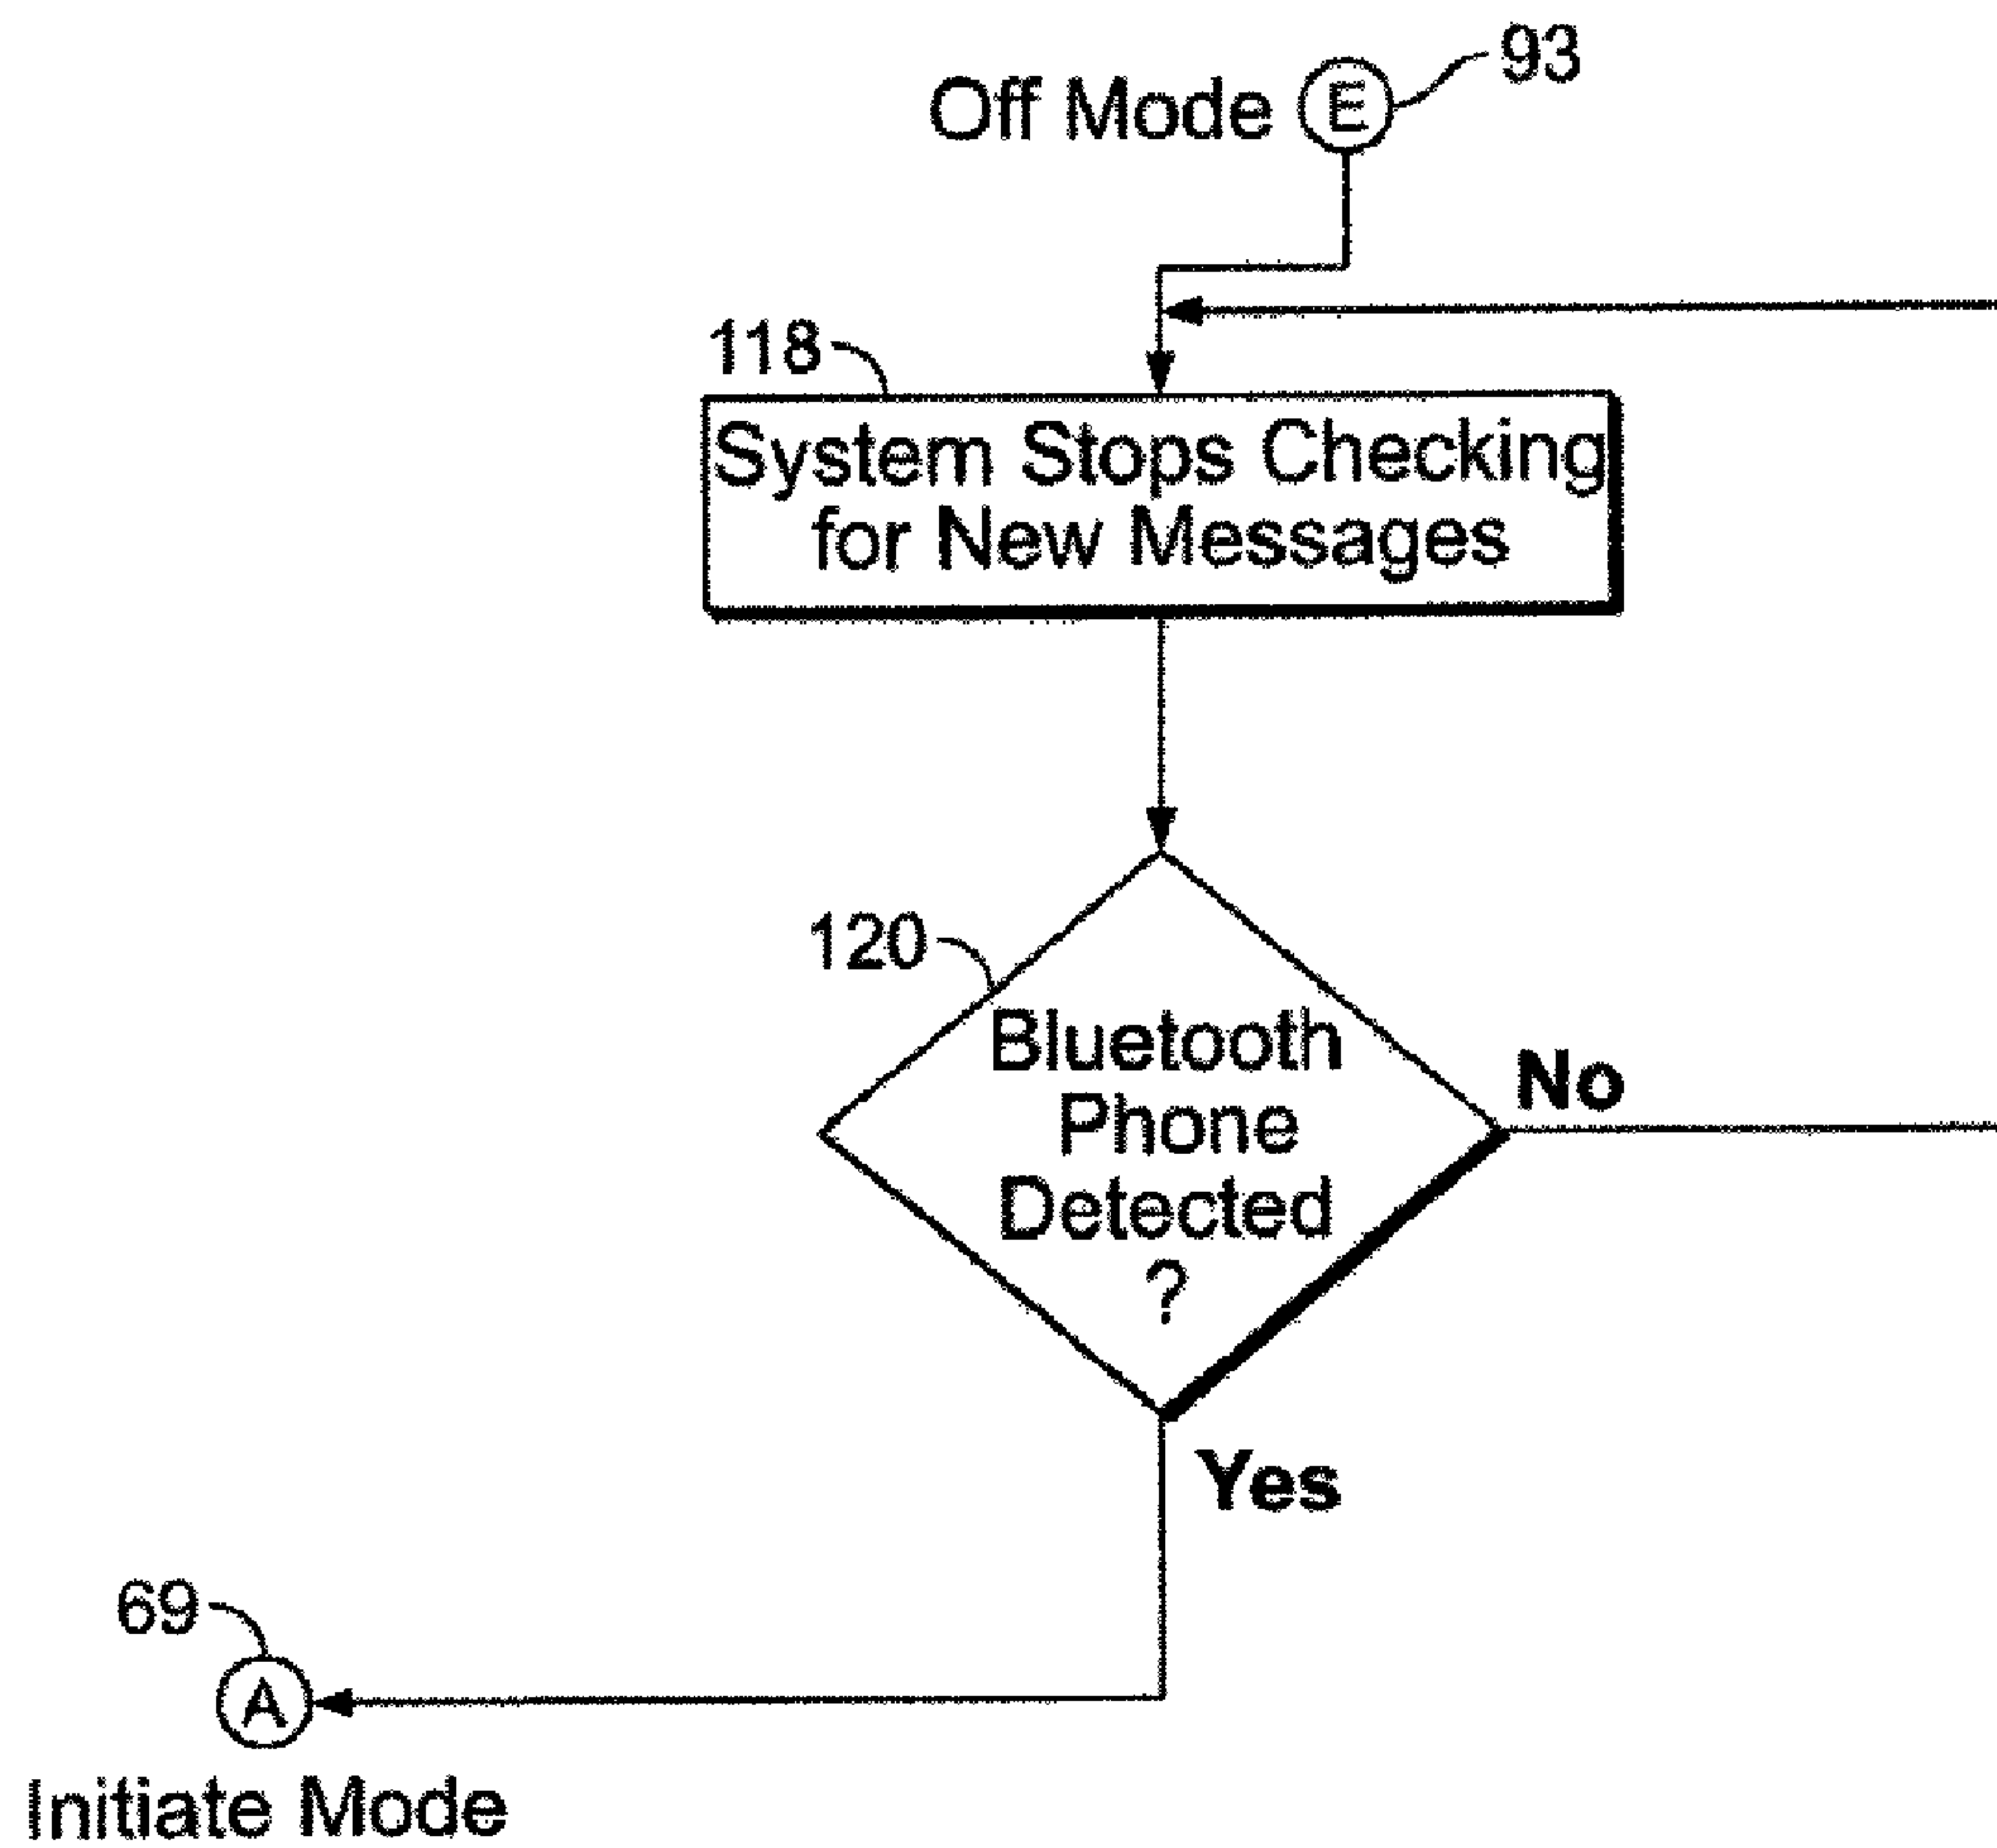 93
Off Mode E
118
System Stops Checking
for New Messages
120
Bluetooth
Phone
Detected
?
No
Yes
69
A
Initiate Mode